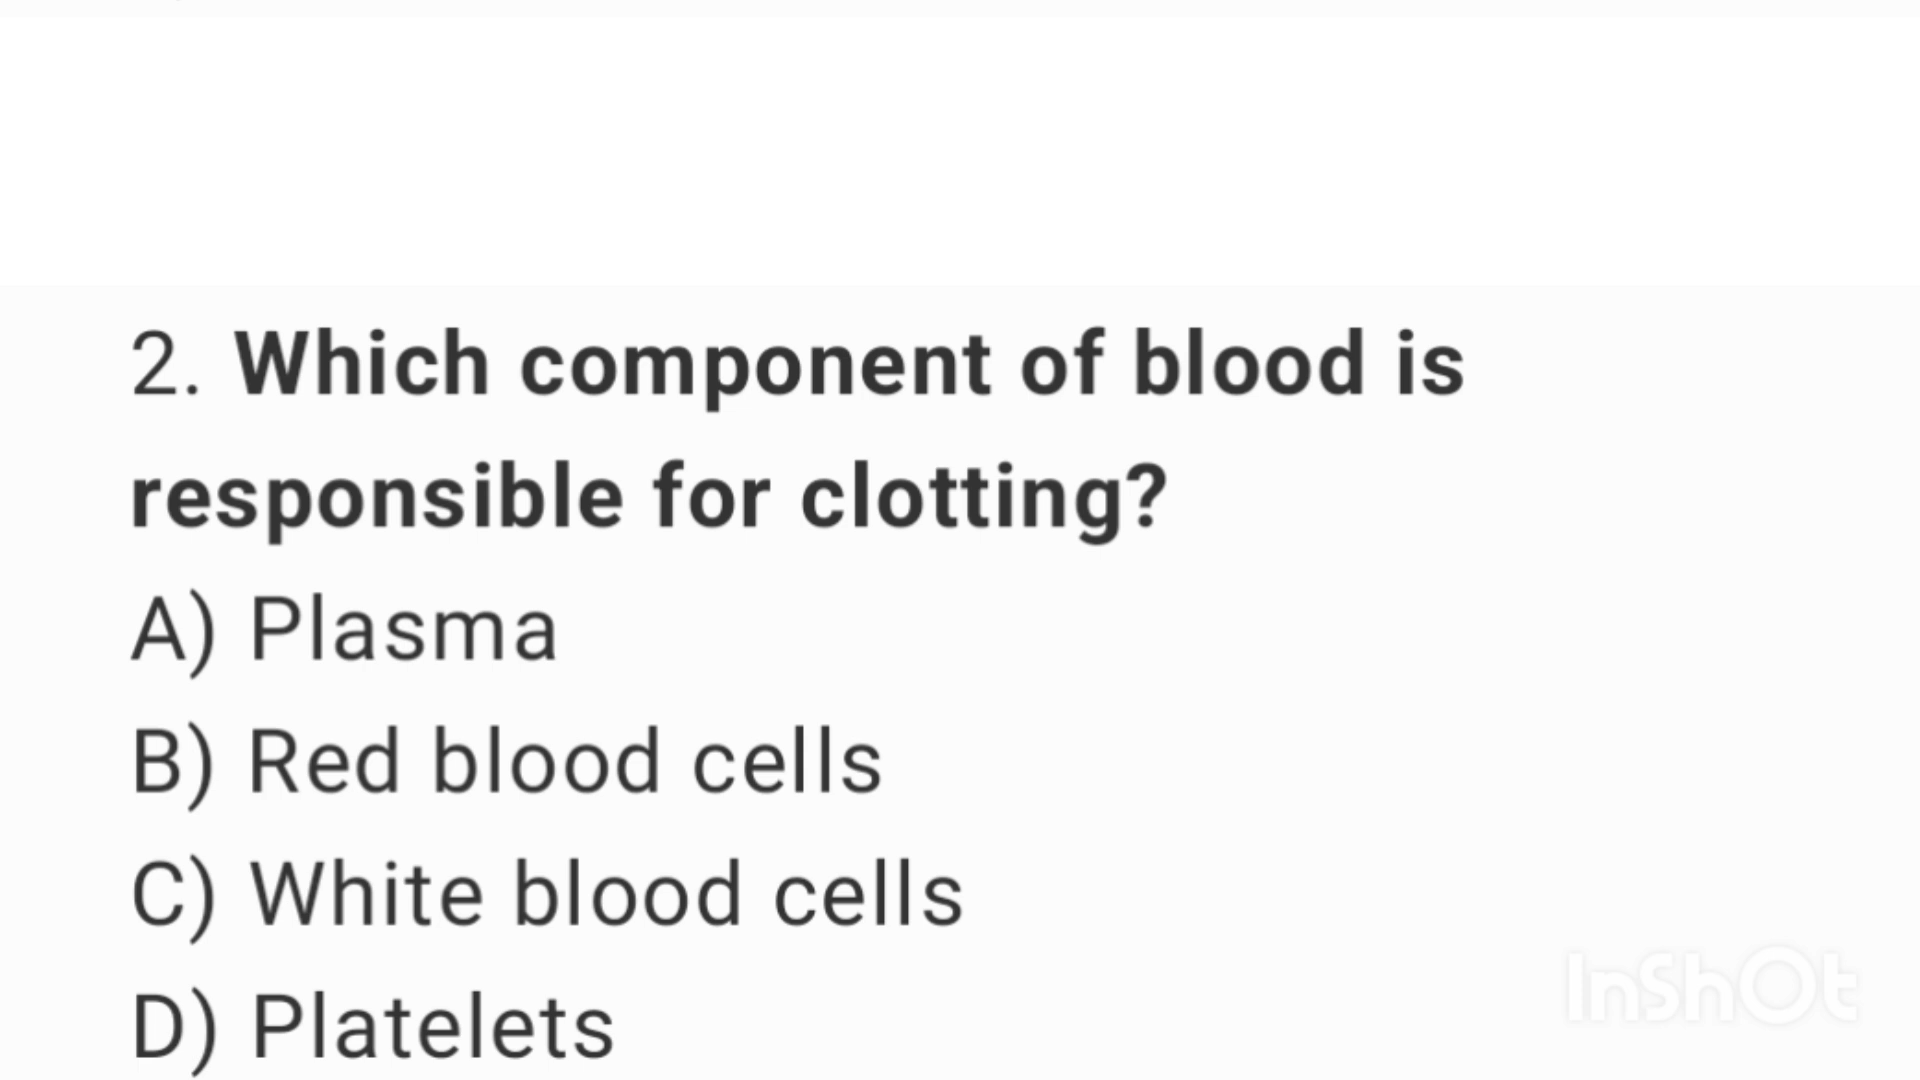 2. Which component of blood is
responsible for clotting?
A) Plasma
B) Red blood cells
C) White blood cells
D) Platelets
InShOt